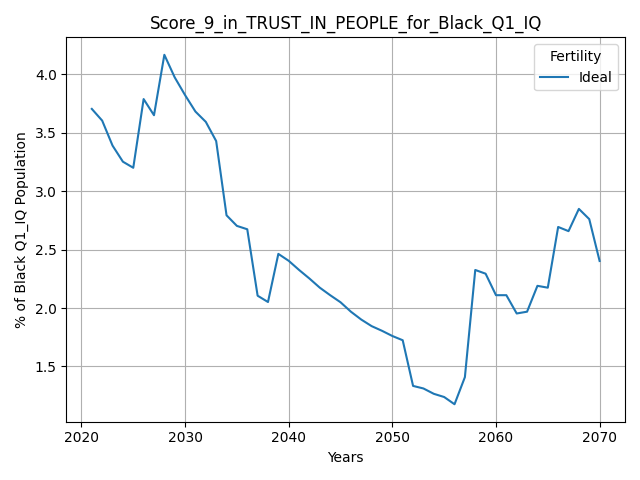 Score_9_in_TRUST_IN_PEOPLE_for_Black_Q1_IQ
Fertility
Ideal
% of Black Q1_IQ Population
4.0
3.5
3.0
2.5
2.0
1.5
2020 2030 2040 2050 2060 2070
Years